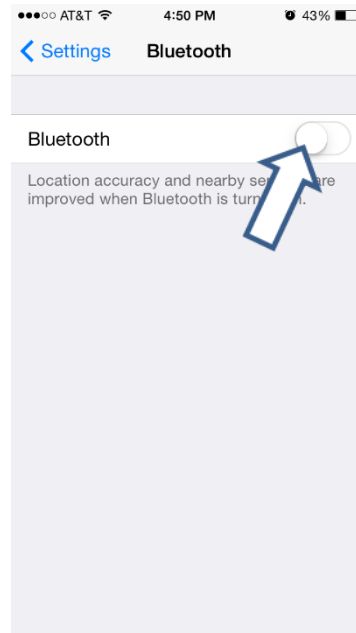 AT&T 4:50 PM 43%
Settings Bluetooth
Bluetooth
Location accuracy and nearby are
improved when Bluetooth is